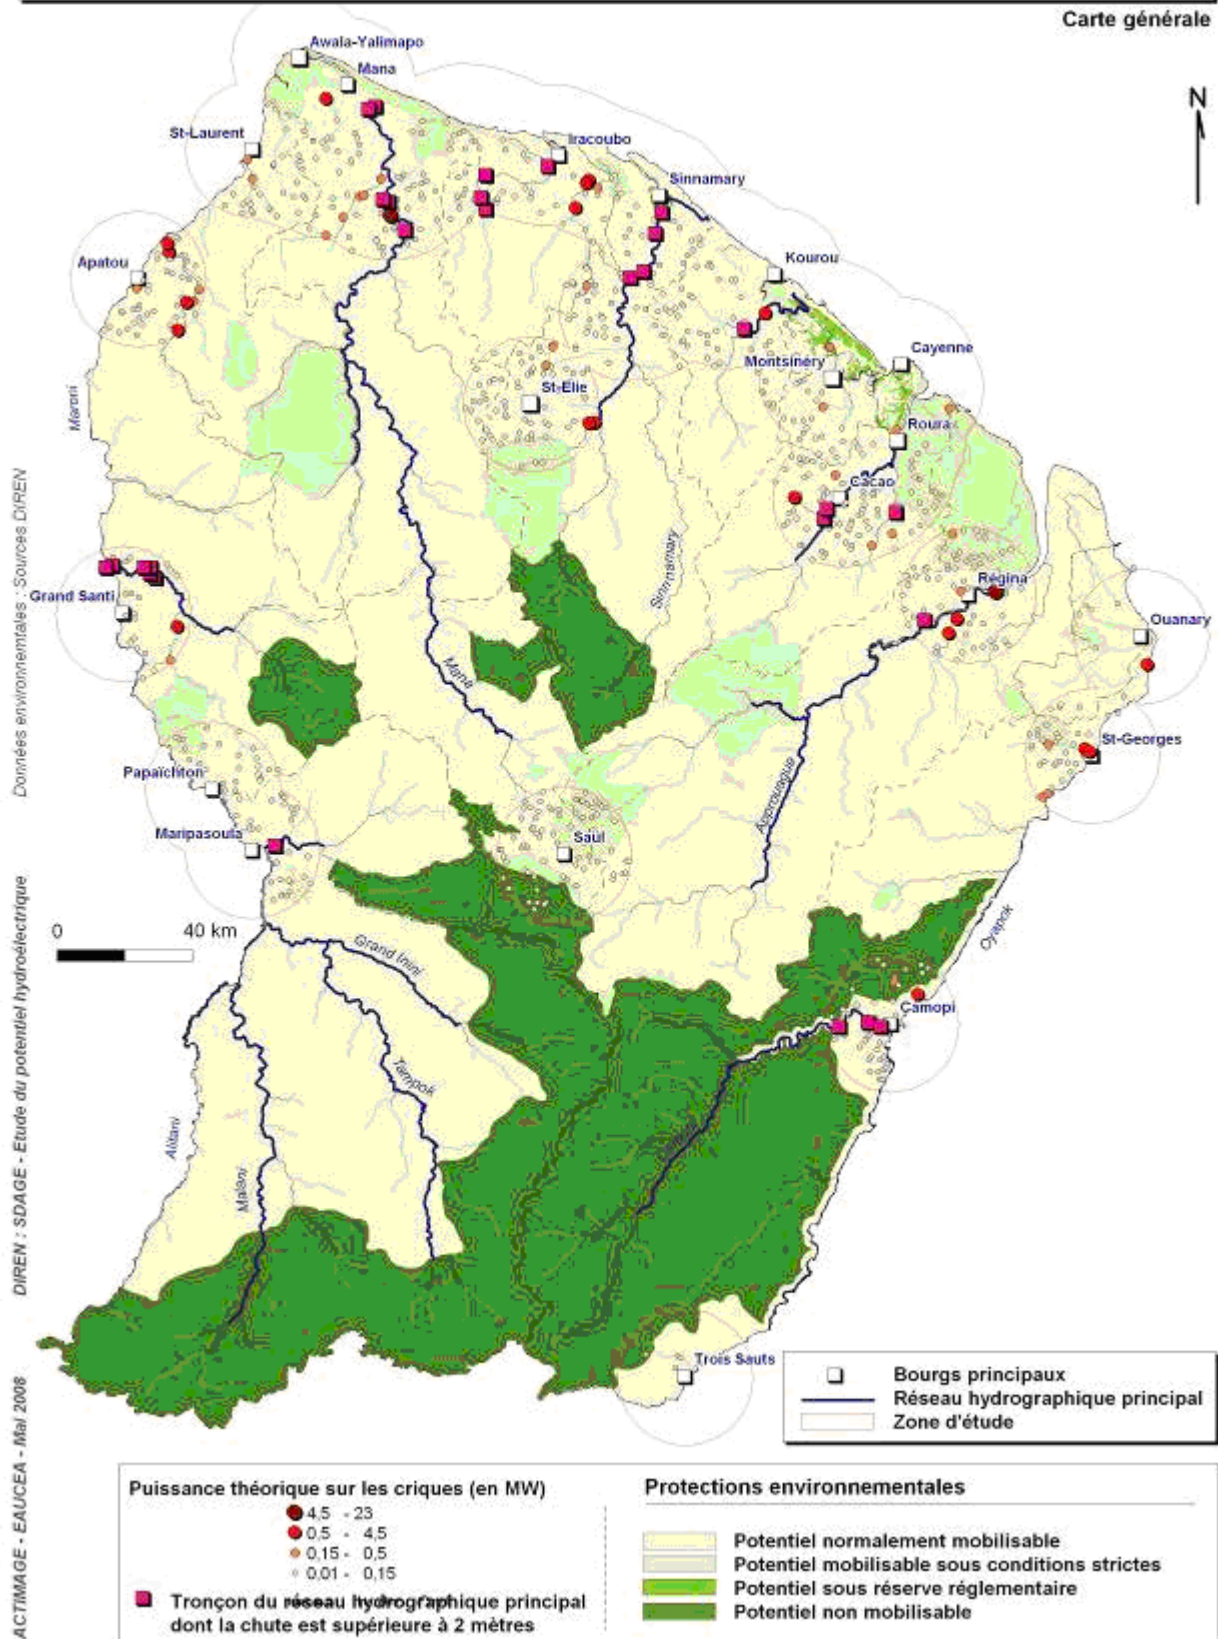 Carte générale
N
Awala-Yalimapo
Mana
St-Laurent
Iracoubo
Sinnamary
Apatou
Kourou
Montsinéry
Cayenne
St-Elie
Maroni
Roura
Cacao
Sinnamary
Régina
Grand Santi
Ouanary
Mana
St-Georges
Papaïchton
Approuague
Maripasoula
Saül
0 40 km
Grand Inini
Oyapok
Camopi
Tampok
Alitani
Malani
Trois Sauts
Données environnemtales : Sources DIREN
DIREN : SDAGE - Etude du potentiel hydroélectrique
ACTIMAGE - EAUCEA - Mai 2008
Bourgs principaux
Réseau hydrographique principal
Zone d'étude
Puissance théorique sur les criques (en MW)
4,5 - 23
0,5 - 4,5
0,15 - 0,5
0,01 - 0,15
Tronçon du réseau hydrographique principal
dont la chute est supérieure à 2 mètres
Protections environnementales
Potentiel normalement mobilisable
Potentiel mobilisable sous conditions strictes
Potentiel sous réserve réglementaire
Potentiel non mobilisable